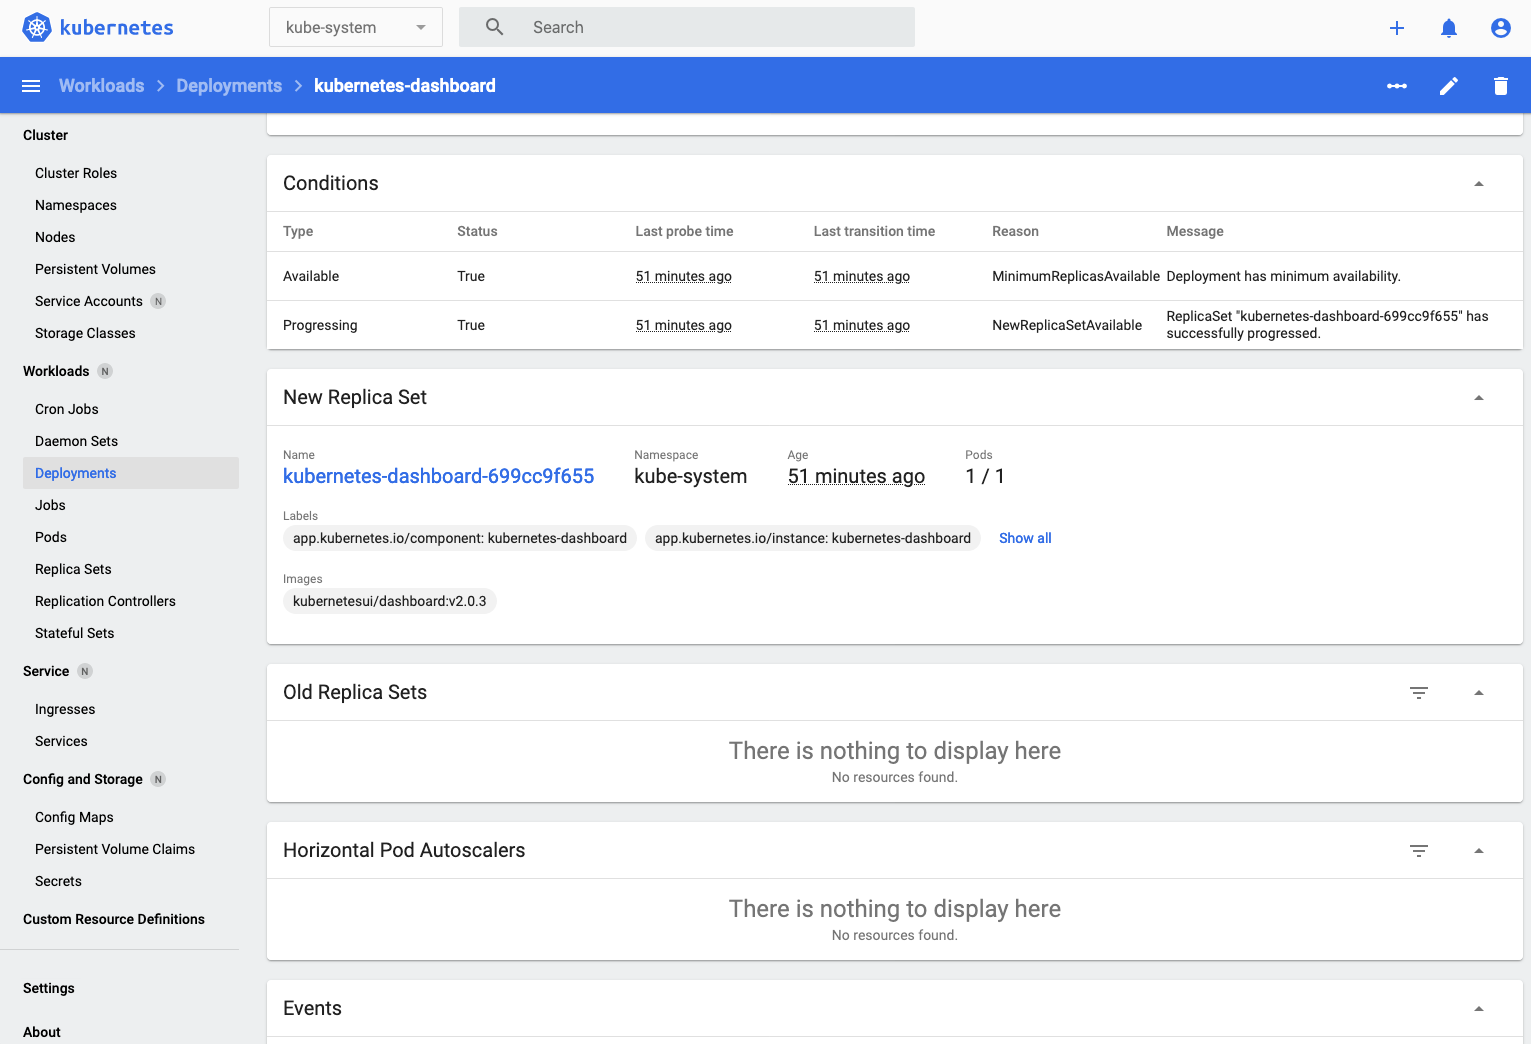 kubernetes
kube-system
Search
Workloads > Deployments > kubernetes-dashboard
Cluster
Cluster Roles
Namespaces
Nodes
Persistent Volumes
Service Accounts N
Storage Classes
Workloads N
Cron Jobs
Daemon Sets
Deployments
Jobs
Pods
Replica Sets
Replication Controllers
Stateful Sets
Service N
Ingresses
Services
Config and Storage N
Config Maps
Persistent Volume Claims
Secrets
Custom Resource Definitions
Settings
About
Conditions
Type Status Last probe time Last transition time Reason Message
Available True 51 minutes ago 51 minutes ago MinimumReplicasAvailable Deployment has minimum availability.
Progressing True 51 minutes ago 51 minutes ago NewReplicaSetAvailable ReplicaSet "kubernetes-dashboard-699cc9f655" has
successfully progressed.
New Replica Set
Name Namespace Age Pods
kubernetes-dashboard-699cc9f655 kube-system 51 minutes ago 1 / 1
Labels
app.kubernetes.io/component: kubernetes-dashboard app.kubernetes.io/instance: kubernetes-dashboard Show all
Images
kubernetesui/dashboard:v2.0.3
Old Replica Sets
There is nothing to display here
No resources found.
Horizontal Pod Autoscalers
There is nothing to display here
No resources found.
Events